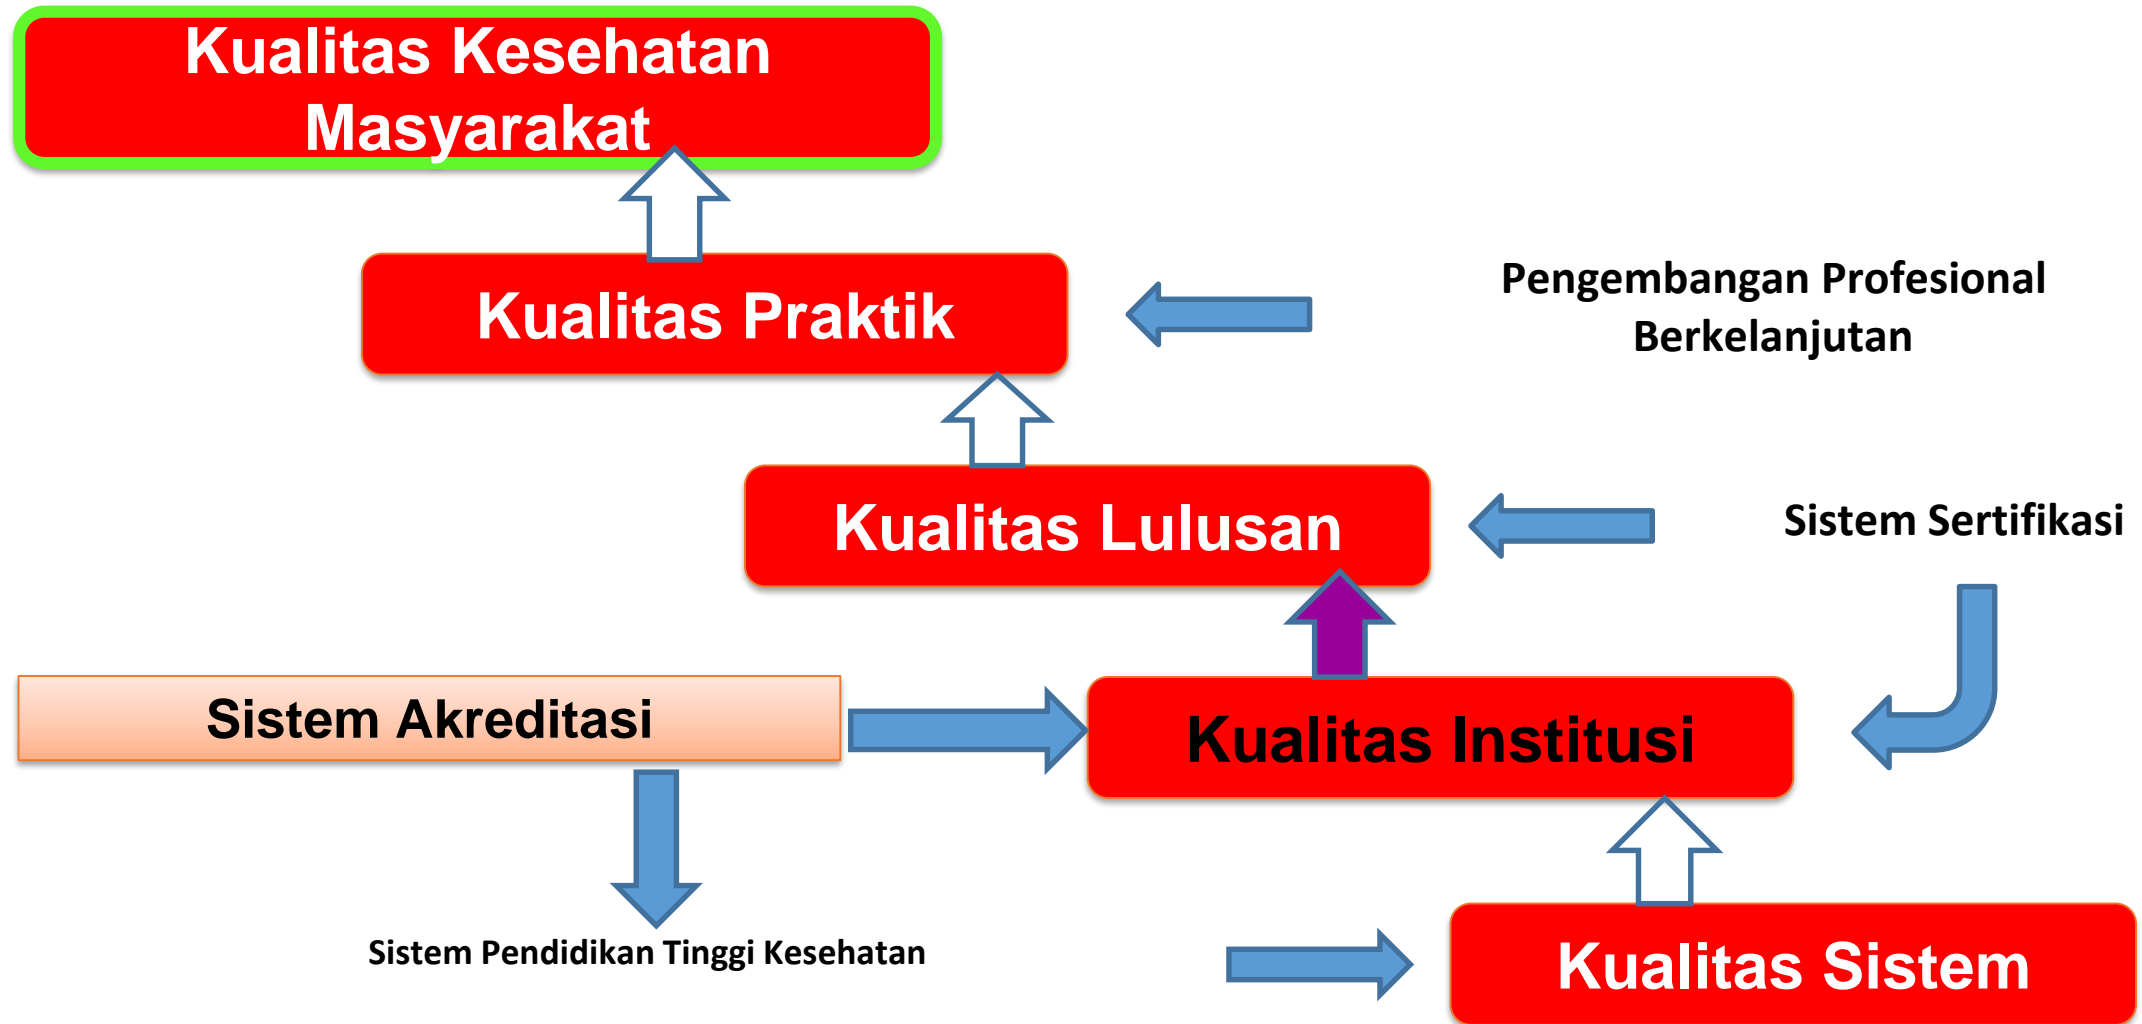 Kualitas Kesehatan
Masyarakat
Kualitas Praktik
Pengembangan Profesional
Berkelanjutan
Kualitas Lulusan
Sistem Sertifikasi
Sistem Akreditasi
Kualitas Institusi
Sistem Pendidikan Tinggi Kesehatan
Kualitas Sistem